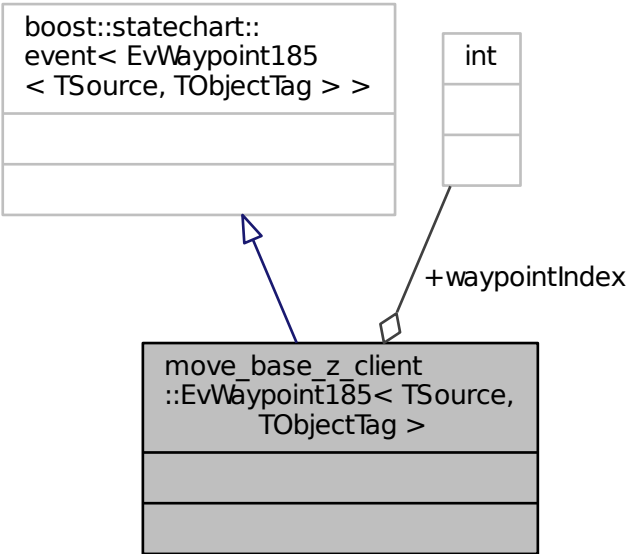 boost::statechart::
event< EvWaypoint185
< TSource, TObjectTag > >
int
+waypointIndex
move_base_z_client
::EvWaypoint185< TSource,
TObjectTag >